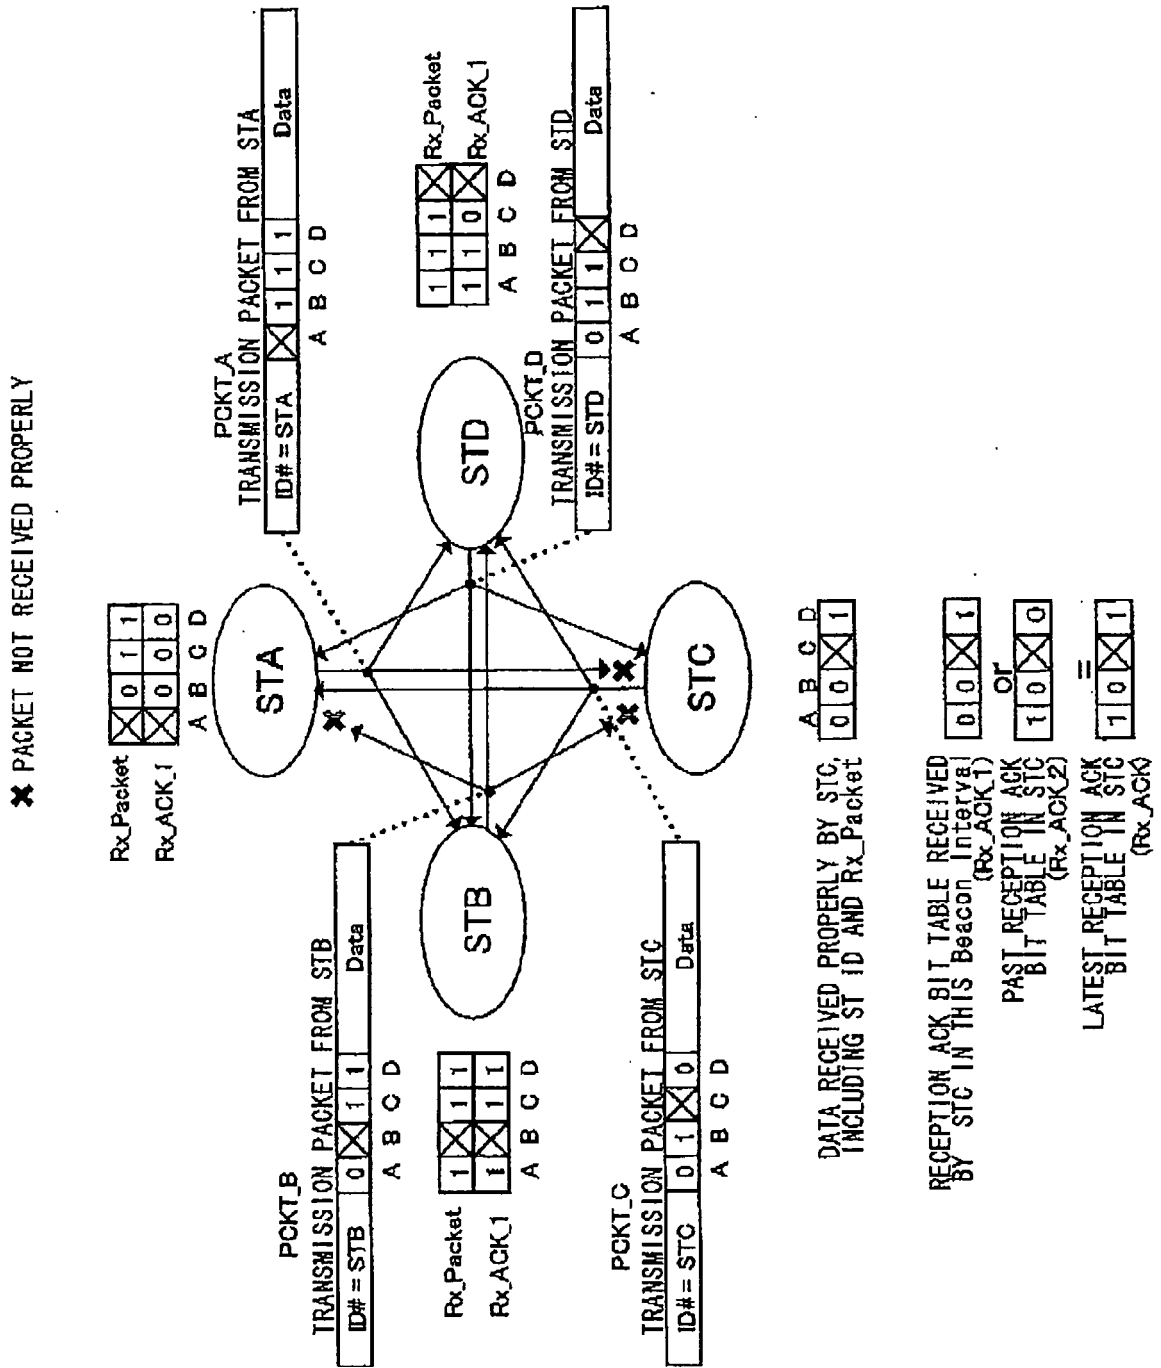 ✖ PACKET NOT RECEIVED PROPERLY
Rx_Packet 0 1 1
Rx_ACK_1 0 0 0
A B C D
STA
PCKT_A
TRANSMISSION PACKET FROM STA
ID#=STA 1 1 1 Data
A B C D
PCKT_B
TRANSMISSION PACKET FROM STB
ID#=STB 0 1 1 Data
A B C D
Rx_Packet 1 1 1
Rx_ACK_1 1 1 1
A B C D
STB
STD
1 1 1 Rx_Packet
1 1 0 Rx_ACK_1
A B C D
PCKT_D
TRANSMISSION PACKET FROM STD
ID#=STD 0 1 1 Data
A B C D
PCKT_C
TRANSMISSION PACKET FROM STC
ID#=STC 0 1 0 Data
A B C D
STC
A B C D
DATA RECEIVED PROPERLY BY STC,
INCLUDING ST ID AND Rx_Packet
0 0 1
RECEPTION ACK BIT TABLE RECEIVED
BY STC IN THIS Beacon Interval
(Rx_ACK_1)
0 0 1
or
PAST RECEPTION ACK
BIT TABLE IN STC
(Rx_ACK_2)
1 0 0
=
LATEST RECEPTION ACK
BIT TABLE IN STC
(Rx_ACK)
1 0 1